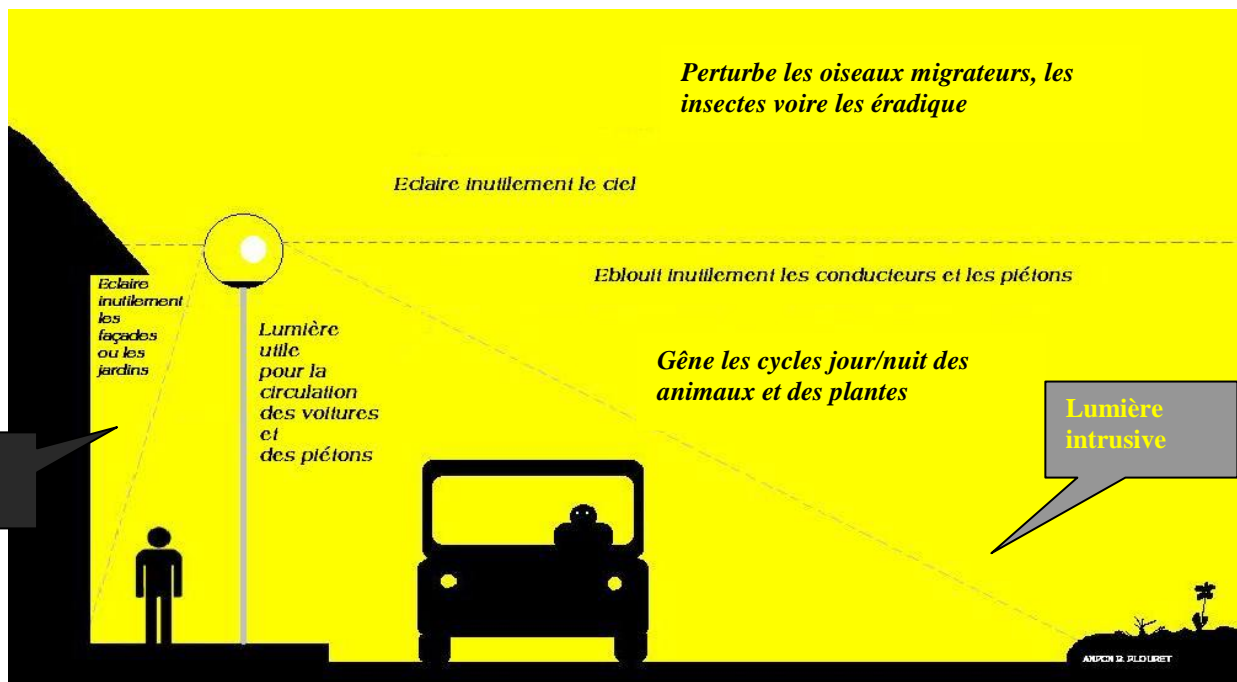 Perturbe les oiseaux migrateurs, les
insectes voire les éradique
Eclaire inutilement le ciel
Eblouit inutilement les conducteurs et les piétons
Eclaire
inutilement
les
façades
ou les
jardins
Lumière
utile
pour la
circulation
des voitures
et
des piétons
Gêne les cycles jour/nuit des
animaux et des plantes
Lumière
intrusive